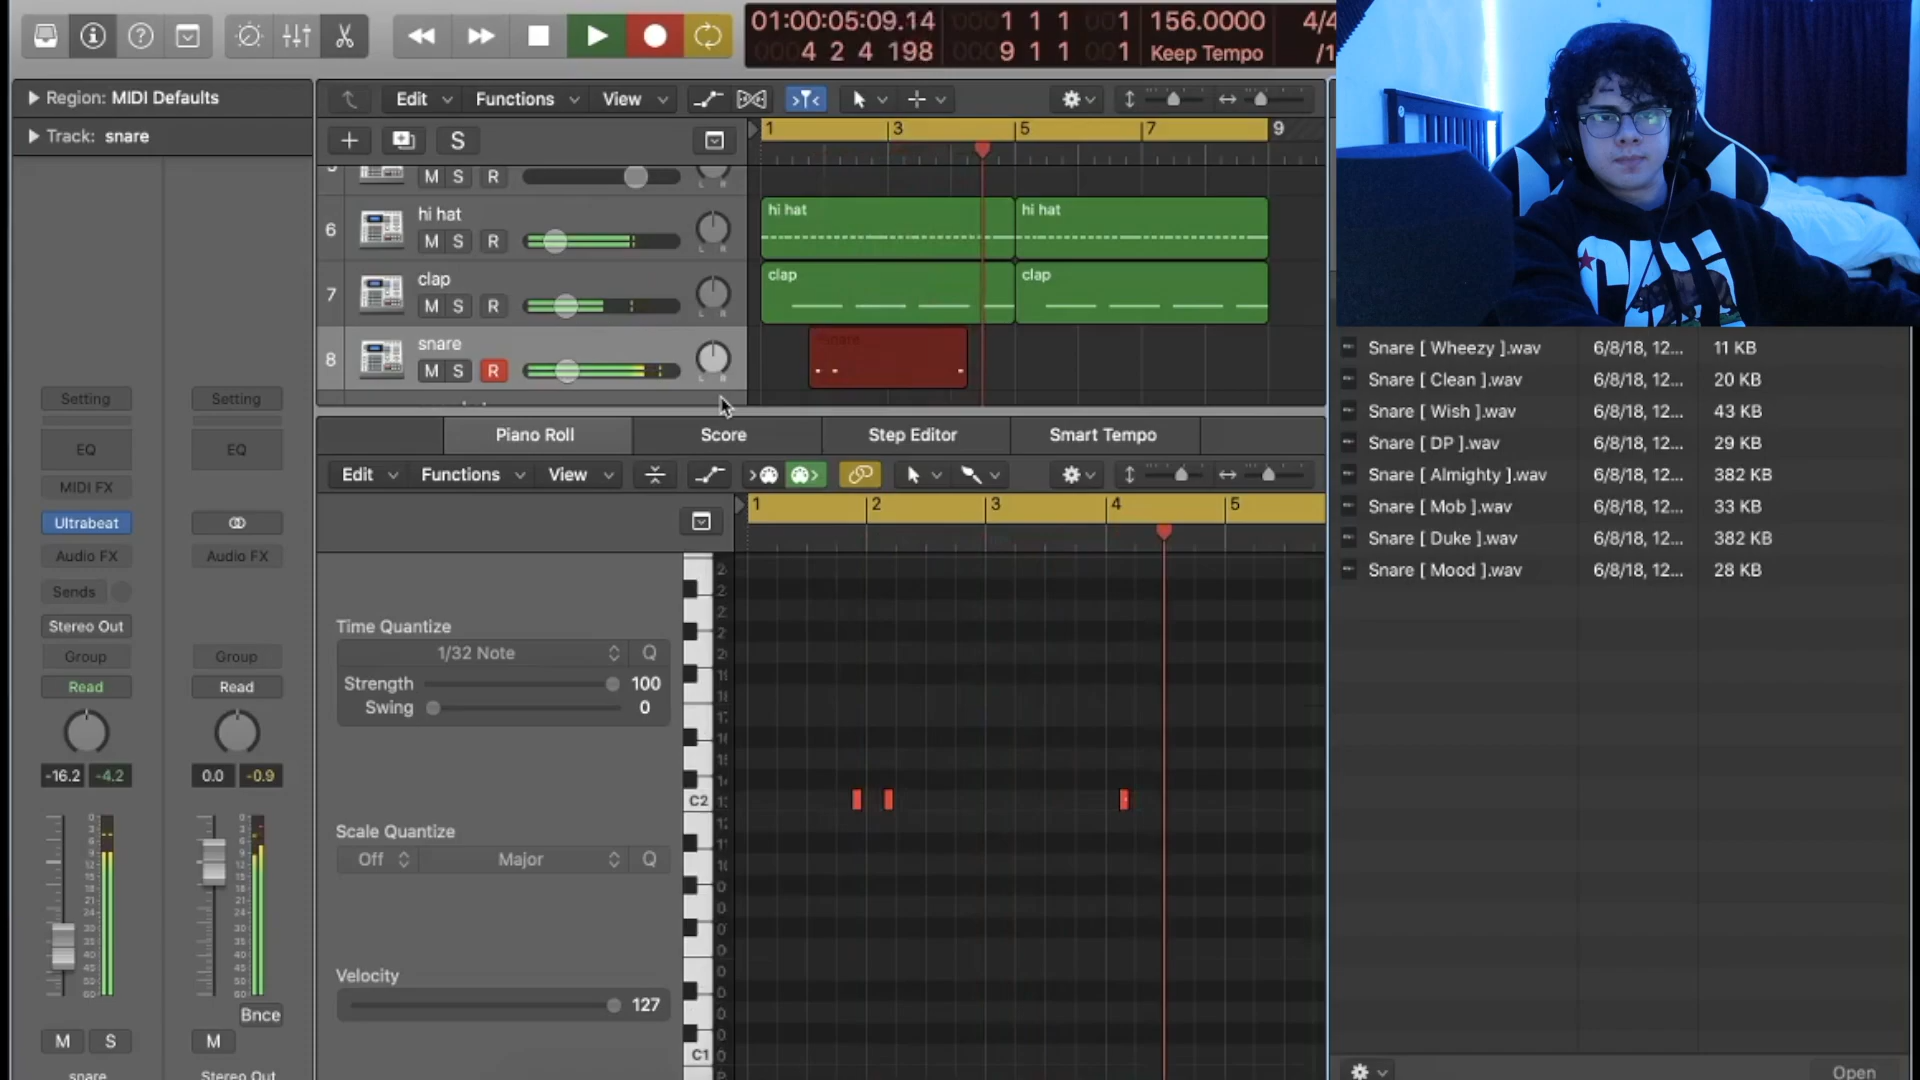 01:00:05:09.14
1 1 1 1
156.0000
4/4
4 2 4 198
9 1 1 1
Keep Tempo
/1
Region: MIDI Defaults
Edit
Functions
View
Track: snare
S
1
3
5
7
9
M S R
6
hi hat
M S R
hi hat
hi hat
7
clap
M S R
clap
clap
8
snare
M S R
Snare [ Wheezy ].wav 6/8/18, 12... 11 KB
Snare [ Clean ].wav 6/8/18, 12... 20 KB
Snare [ Wish ].wav 6/8/18, 12... 43 KB
Snare [ DP ].wav 6/8/18, 12... 29 KB
Snare [ Almighty ].wav 6/8/18, 12... 382 KB
Snare [ Mob ].wav 6/8/18, 12... 33 KB
Snare [ Duke ].wav 6/8/18, 12... 382 KB
Snare [ Mood ].wav 6/8/18, 12... 28 KB
Setting
Setting
EQ
EQ
MIDI FX
Ultrabeat
Audio FX
Audio FX
Sends
Stereo Out
Group
Group
Read
Read
-16.2 -4.2
0.0 -0.9
Bnce
M S
M
snare
Stereo Out
Piano Roll
Score
Step Editor
Smart Tempo
Edit
Functions
View
1
2
3
4
5
Time Quantize
1/32 Note
Q
Strength
100
Swing
0
C2
Scale Quantize
Off
Major
Q
Velocity
127
C1
Open